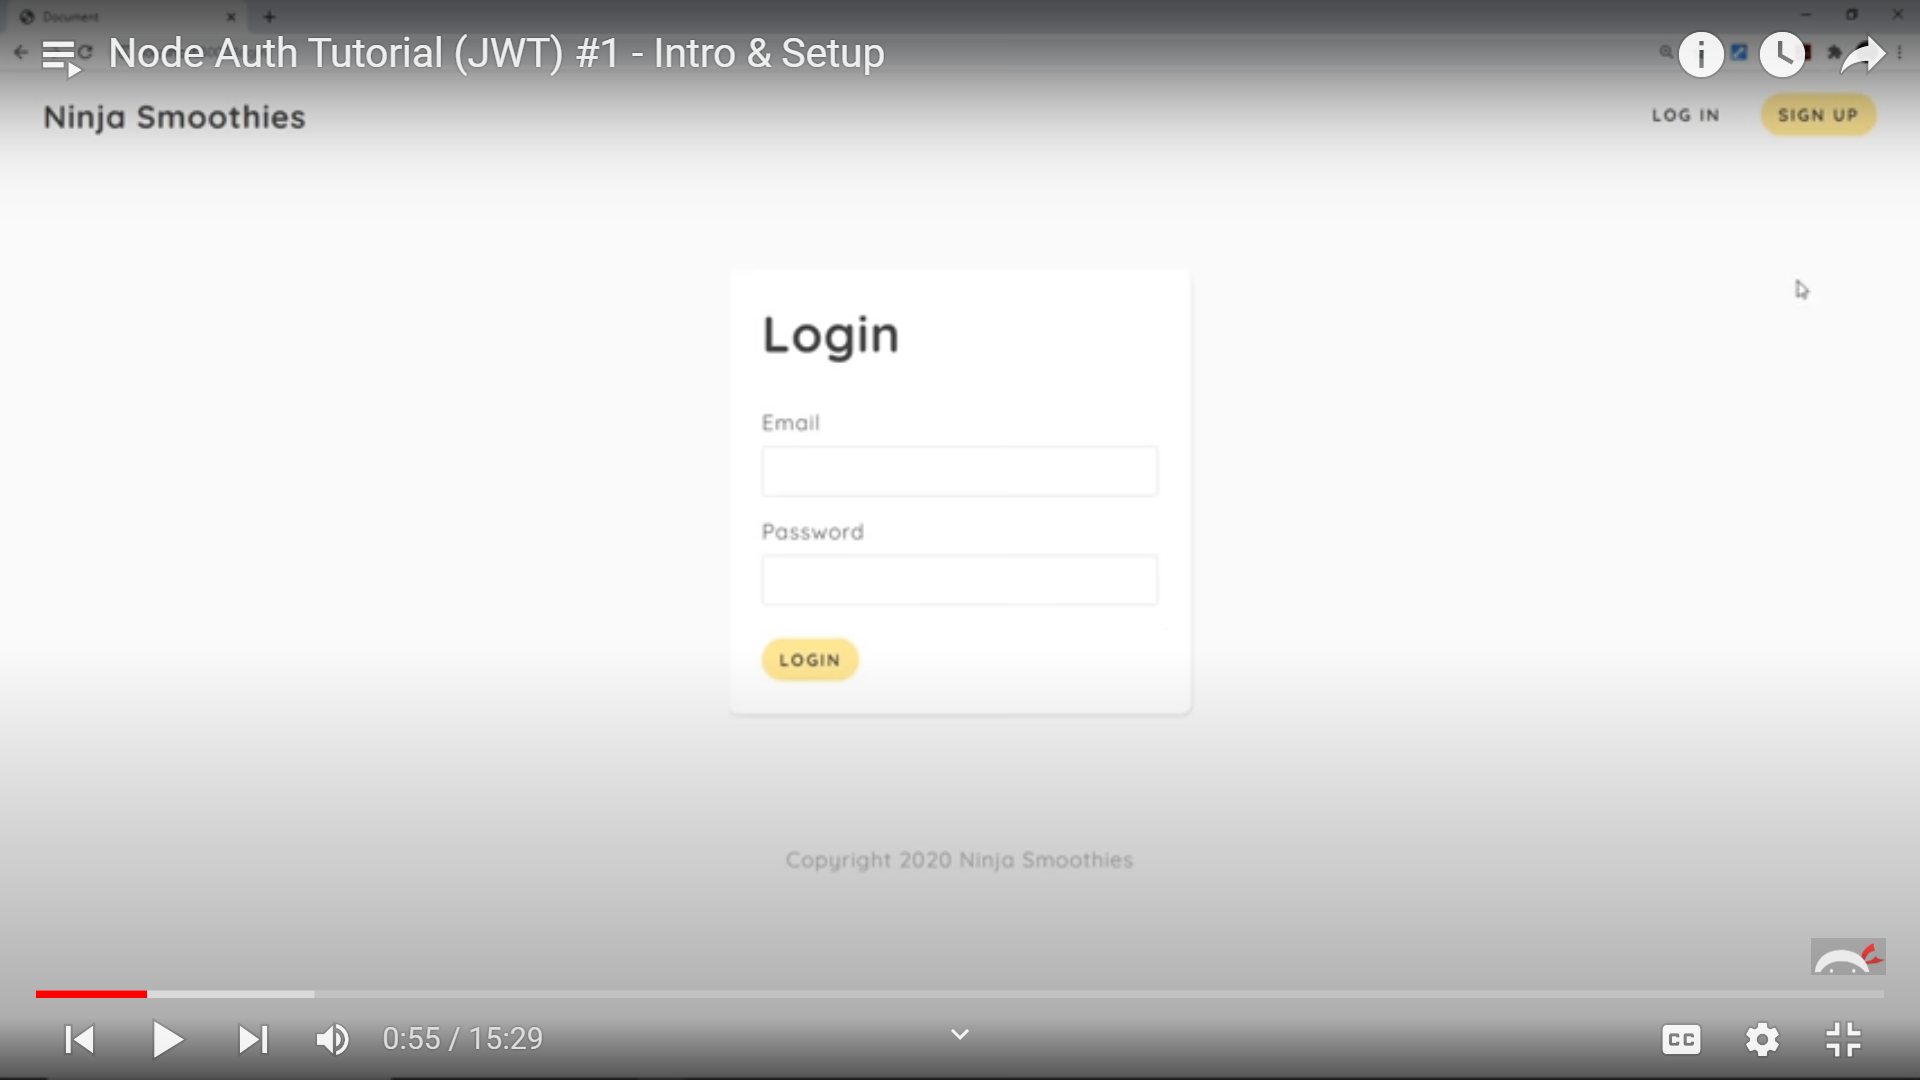 Document
Node Auth Tutorial (JWT) #1 - Intro & Setup
Ninja Smoothies
LOG IN
SIGN UP
Login
Email
Password
LOGIN
Copyright 2020 Ninja Smoothies
0:55 / 15:29
CC